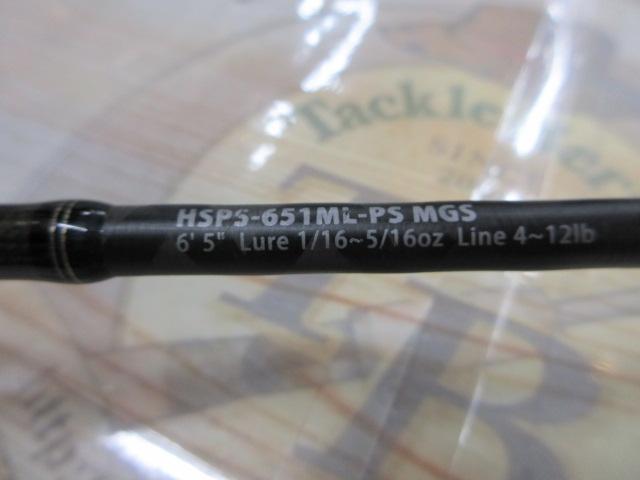 Tackle
HSPS-651ML-PS MGS
6' 5" Lure 1/16~5/16oz Line 4~12lb